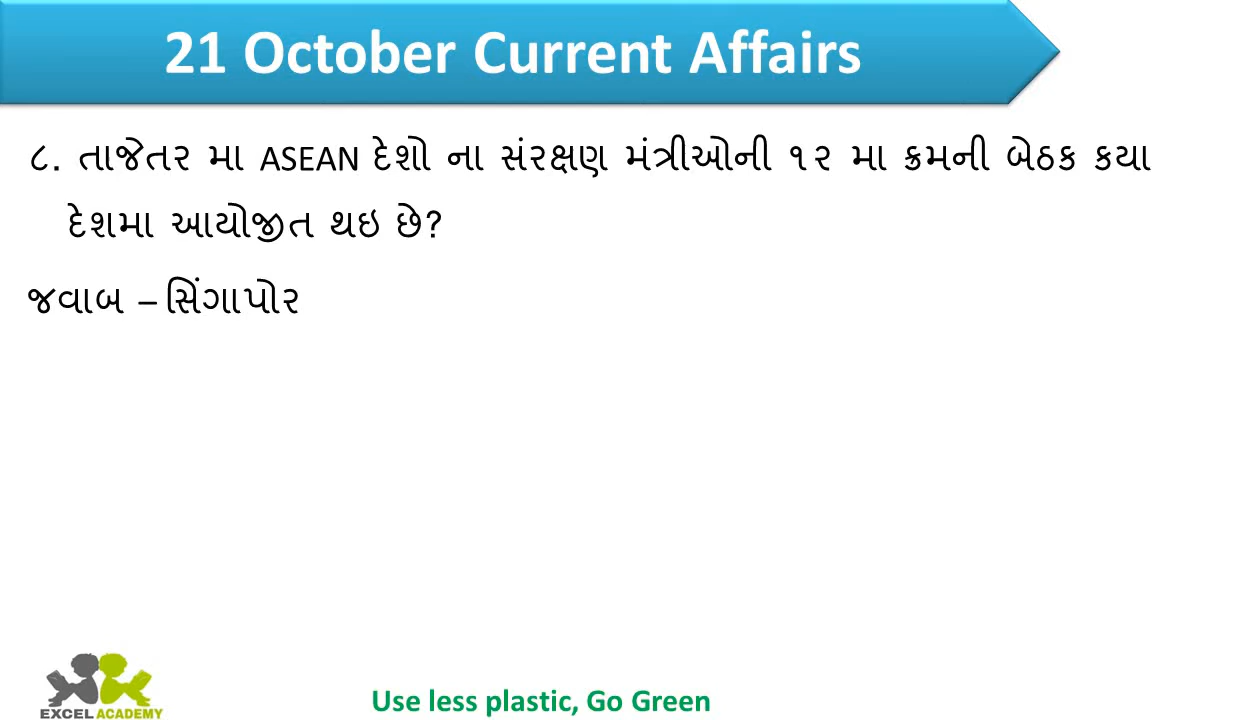 21 October Current Affairs
૮. તાજેતર મા ASEAN દેશો ના સંરક્ષણ મંત્રીઓની ૧૨ મા ક્રમની બેઠક કયા
દેશમા આયોજીત થઇ છે?
જવાબ – સિંગાપોર
EXCEL ACADEMY
Use less plastic, Go Green